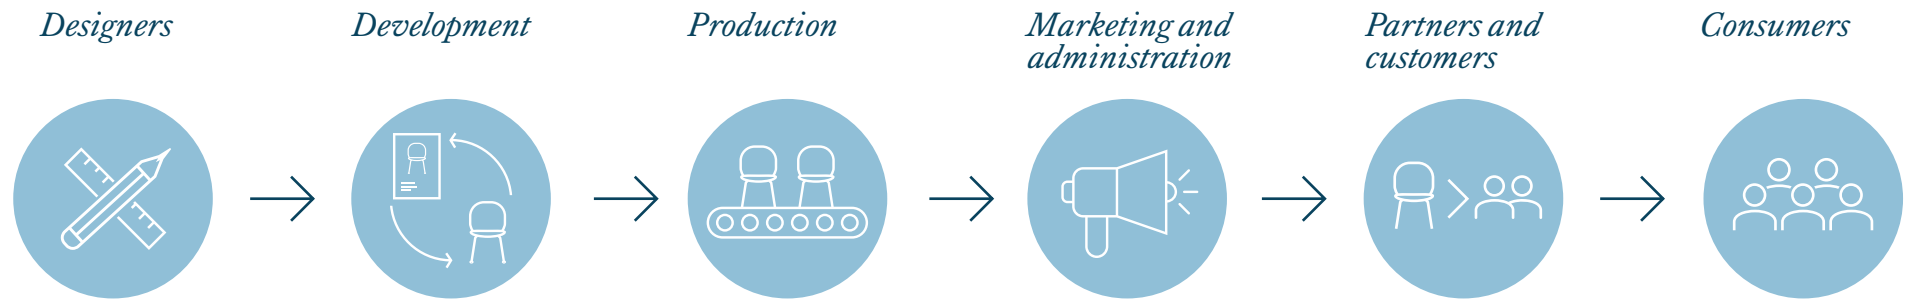 Designers
Development
Production
Marketing and
administration
Partners and
customers
Consumers